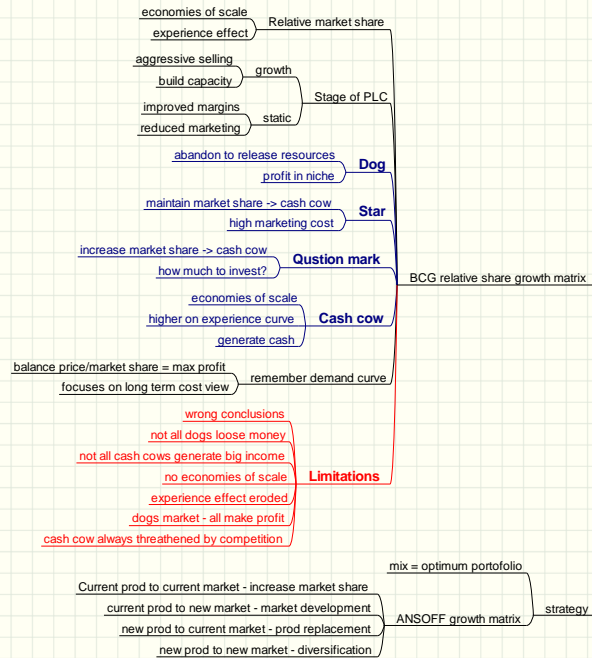 economies of scale
experience effect
Relative market share
aggressive selling
build capacity
growth
improved margins
reduced marketing
static
Stage of PLC
abandon to release resources
profit in niche
Dog
maintain market share -> cash cow
high marketing cost
Star
increase market share -> cash cow
how much to invest?
Qustion mark
economies of scale
higher on experience curve
generate cash
Cash cow
balance price/market share = max profit
focuses on long term cost view
remember demand curve
wrong conclusions
not all dogs loose money
not all cash cows generate big income
no economies of scale
experience effect eroded
dogs market - all make profit
cash cow always threathened by competition
Limitations
BCG relative share growth matrix
mix = optimum portofolio
Current prod to current market - increase market share
current prod to new market - market development
new prod to current market - prod replacement
new prod to new market - diversification
ANSOFF growth matrix
strategy